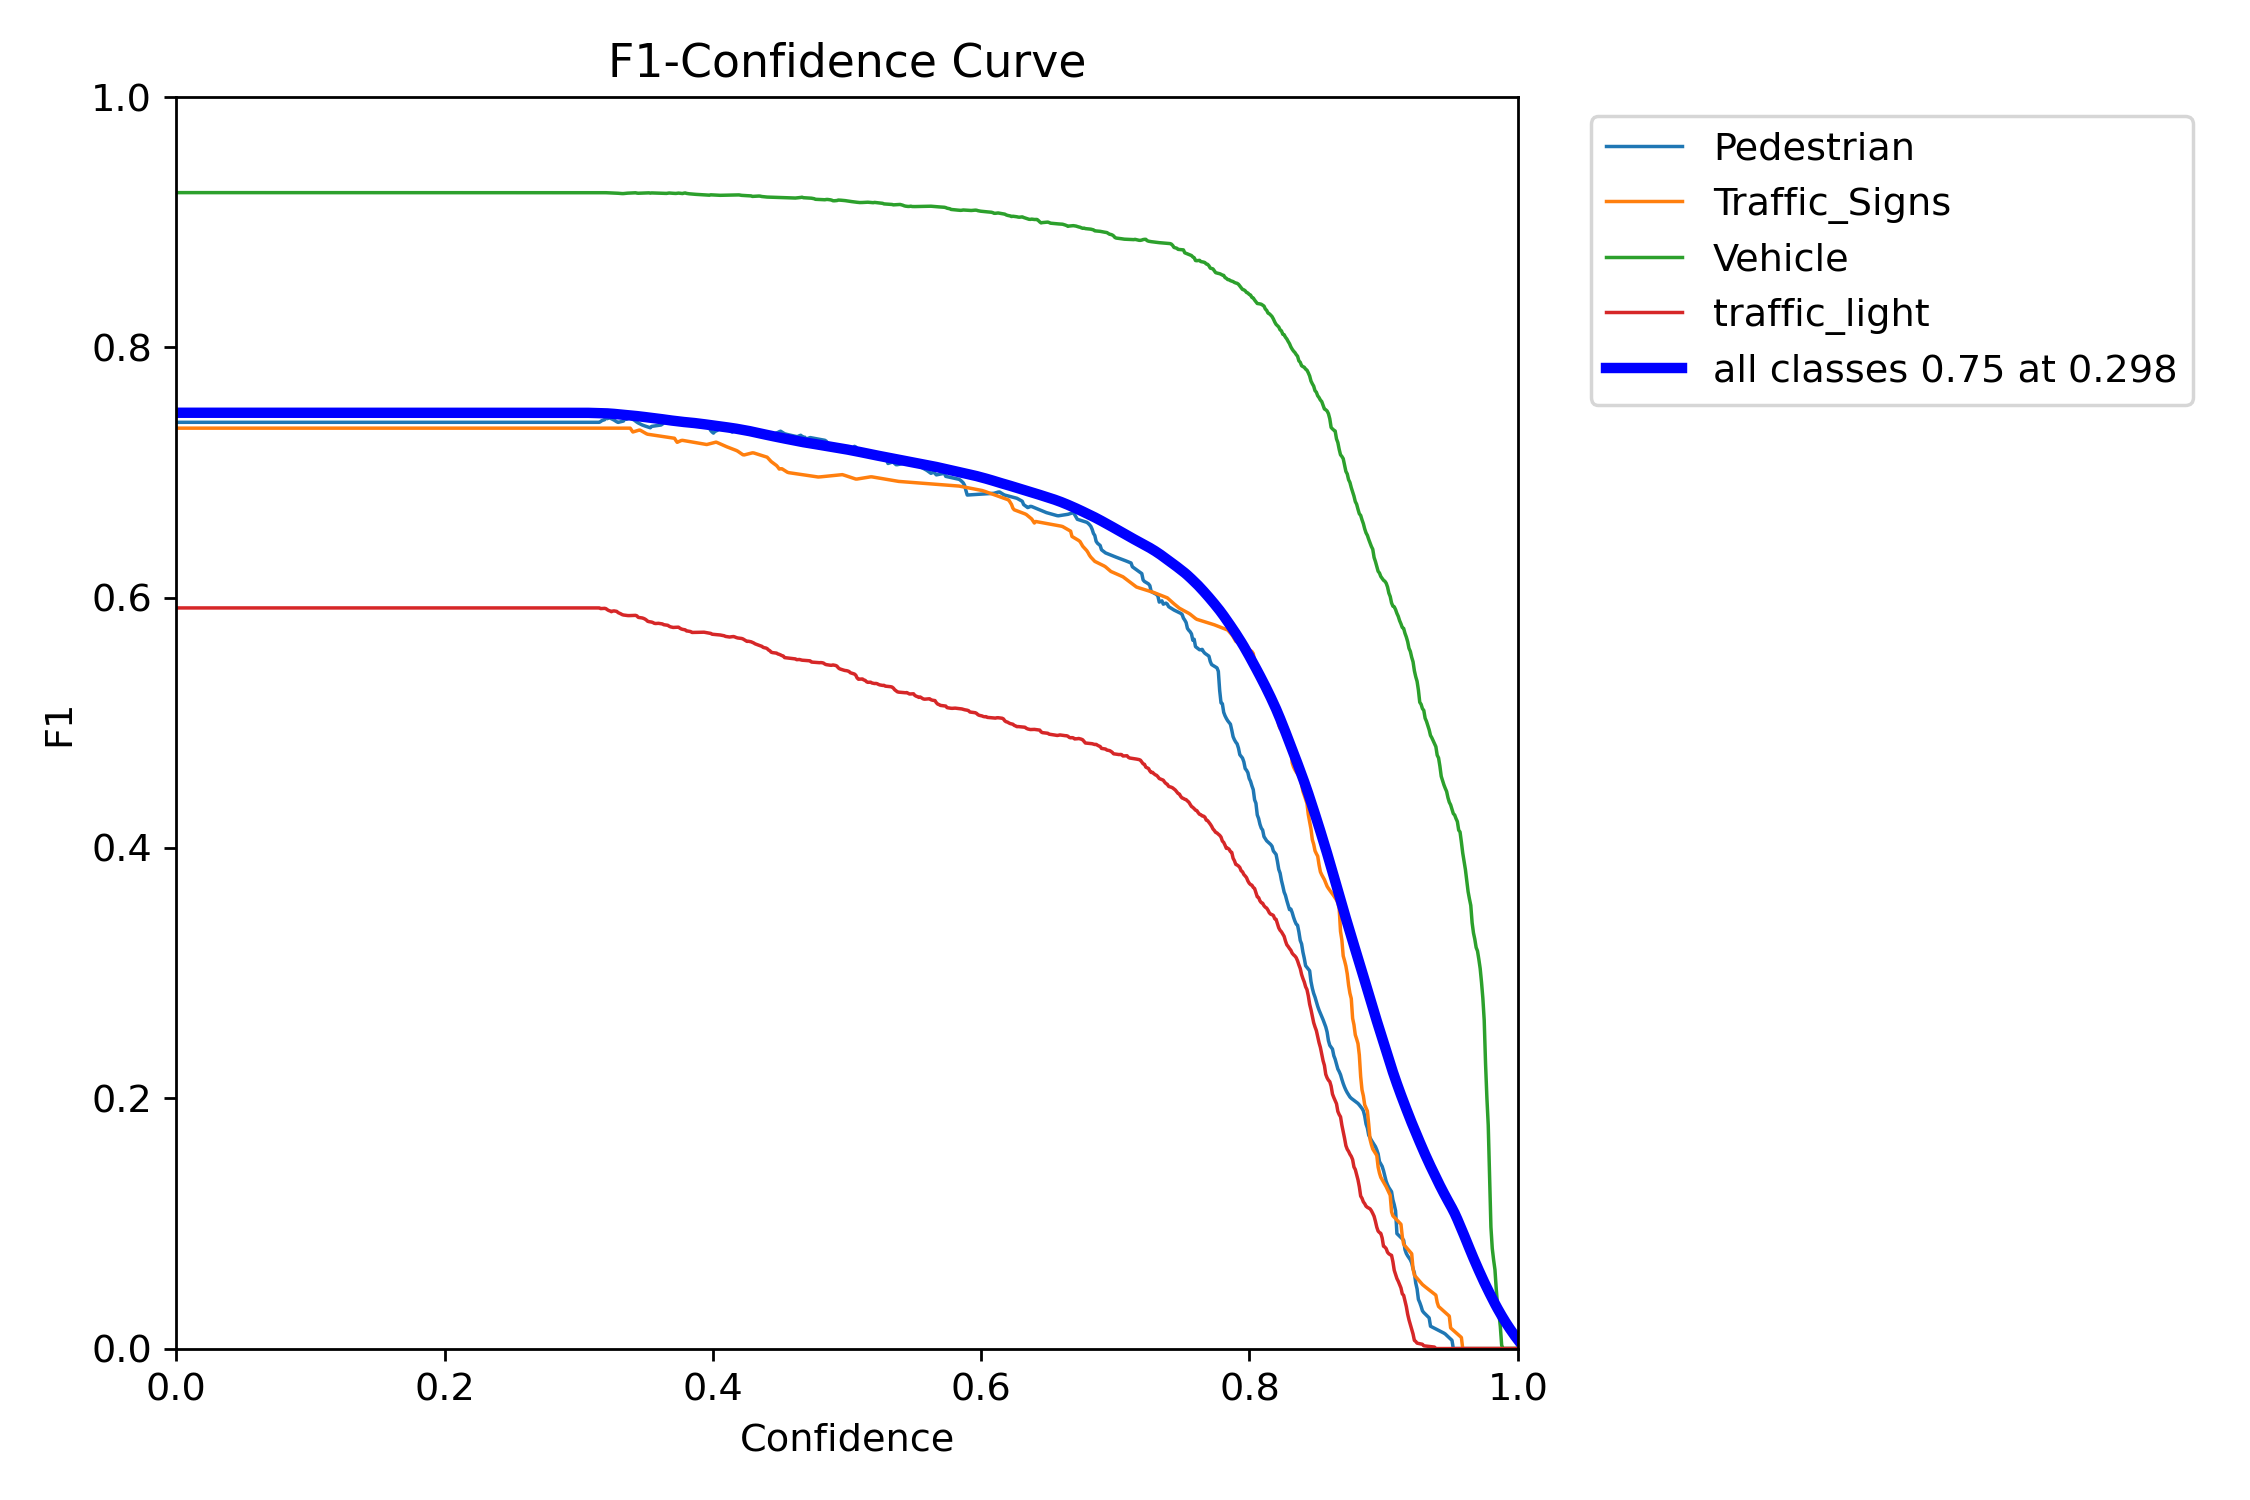 F1-Confidence Curve
1.0
0.8
0.6
0.4
0.2
0.0
F1
0.0 0.2 0.4 0.6 0.8 1.0
Confidence
Pedestrian
Traffic_Signs
Vehicle
traffic_light
all classes 0.75 at 0.298